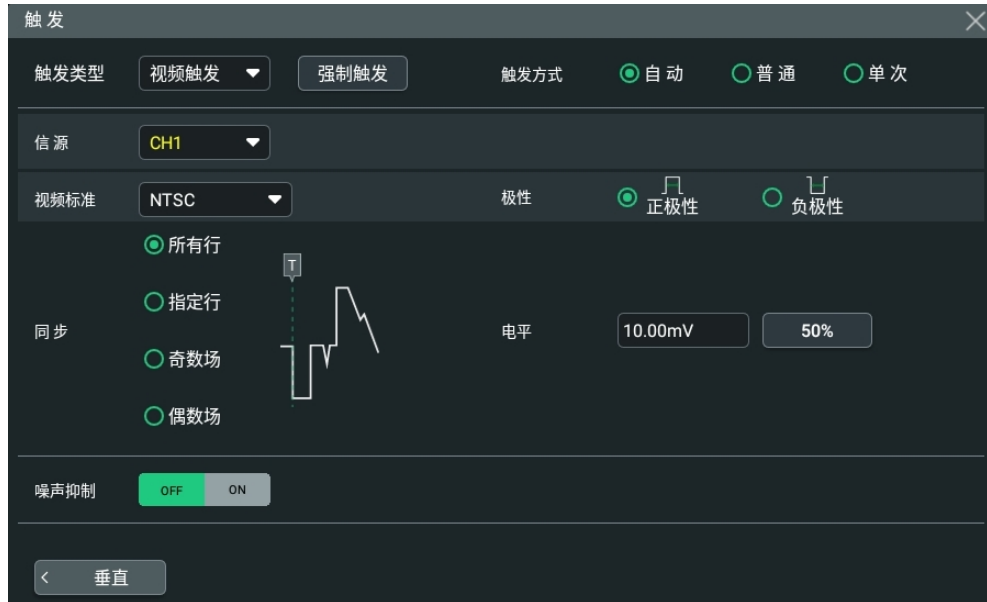 触发
触发类型 视频触发 强制触发 触发方式 自动 普通 单次
信源 CH1
视频标准 NTSC 极性 正极性 负极性
所有行
T
指定行
同步 电平 10.00mV 50%
奇数场
偶数场
噪声抑制 OFF ON
< 垂直